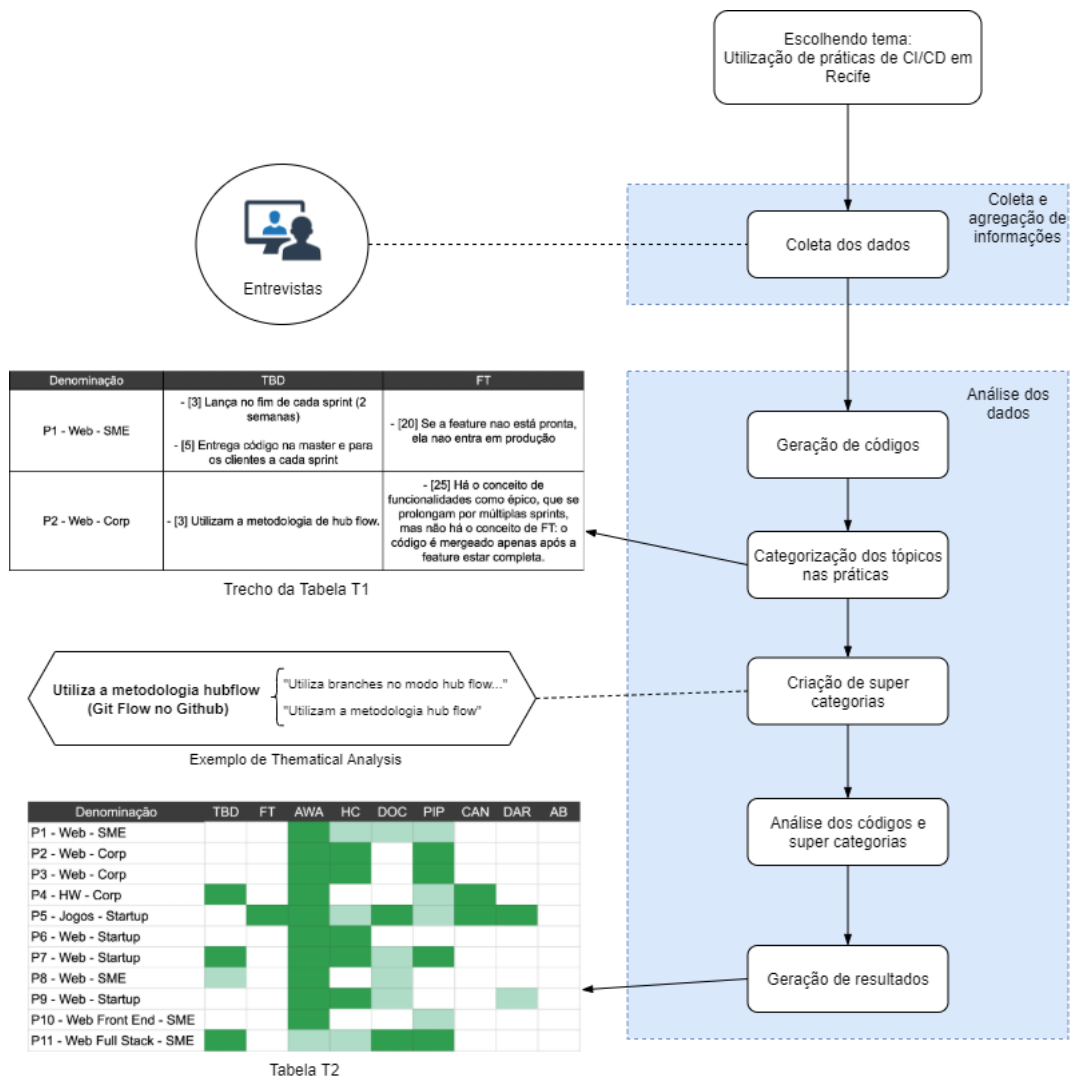 Escolhendo tema:
Utilização de práticas de CI/CD em
Recife
Coleta e
agregação de
informações
Coleta dos dados
Entrevistas
Denominação TBD FT
P1 - Web - SME
- [3] Lança no fim de cada sprint (2
semanas)
- [5] Entrega código na master e para
os clientes a cada sprint
- [20] Se a feature nao está pronta,
ela nao entra em produção
P2 - Web - Corp
- [3] Utilizam a metodologia de hub flow.
- [25] Há o conceito de
funcionalidades como épico, que se
prolongam por múltiplas sprints,
mas não há o conceito de FT: o
código é mergeado apenas após a
feature estar completa.
Trecho da Tabela T1
Análise dos
dados
Geração de códigos
Categorização dos tópicos
nas práticas
Utiliza a metodologia hubflow
(Git Flow no Github)
"Utiliza branches no modo hub flow..."
"Utilizam a metodologia hub flow"
Exemplo de Thematical Analysis
Criação de super
categorias
Análise dos códigos e
super categorias
Geração de resultados
Denominação TBD FT AWA HC DOC PIP CAN DAR AB
P1 - Web - SME
P2 - Web - Corp
P3 - Web - Corp
P4 - HW - Corp
P5 - Jogos - Startup
P6 - Web - Startup
P7 - Web - Startup
P8 - Web - SME
P9 - Web - Startup
P10 - Web Front End - SME
P11 - Web Full Stack - SME
Tabela T2